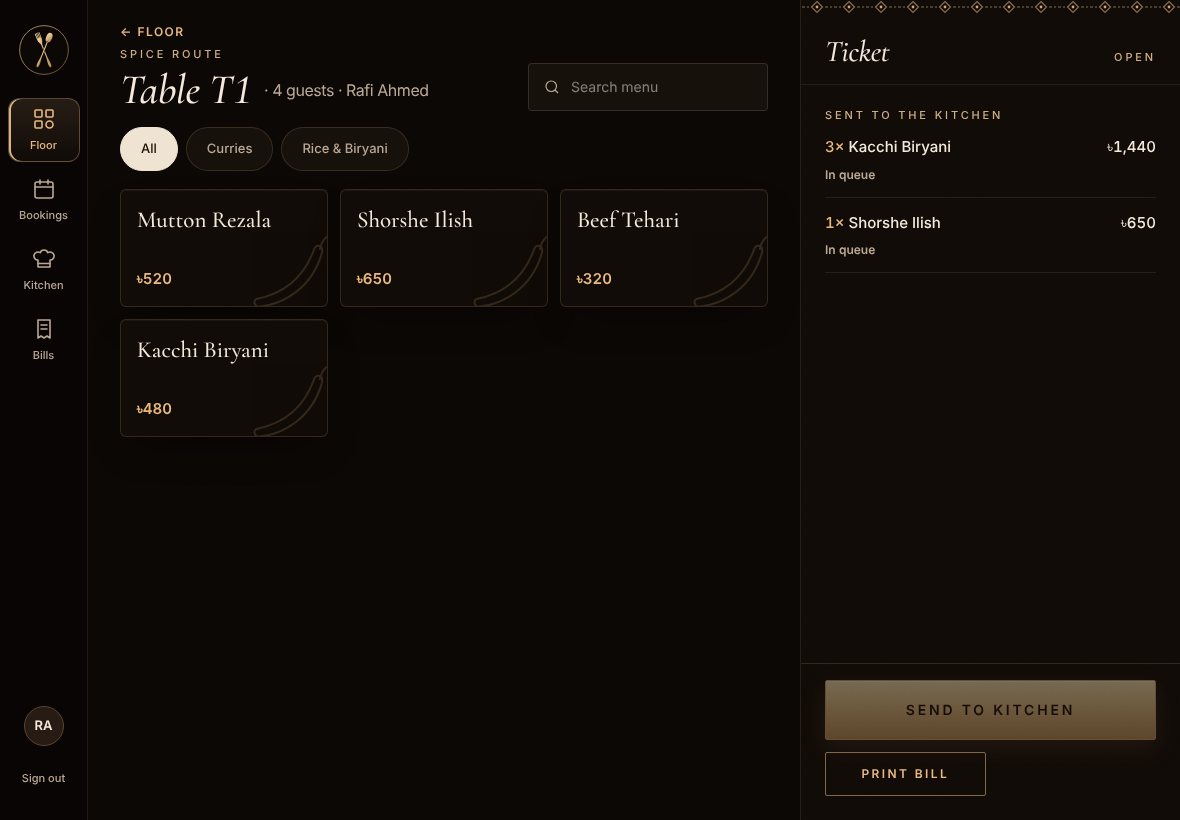 Floor
Bookings
Kitchen
Bills
RA
Sign out
← FLOOR
SPICE ROUTE
Table T1 · 4 guests · Rafi Ahmed
Search menu
All
Curries
Rice & Biryani
Mutton Rezala
৳520
Shorshe Ilish
৳650
Beef Tehari
৳320
Kacchi Biryani
৳480
Ticket
OPEN
SENT TO THE KITCHEN
3× Kacchi Biryani ৳1,440
In queue
1× Shorshe Ilish ৳650
In queue
SEND TO KITCHEN
PRINT BILL